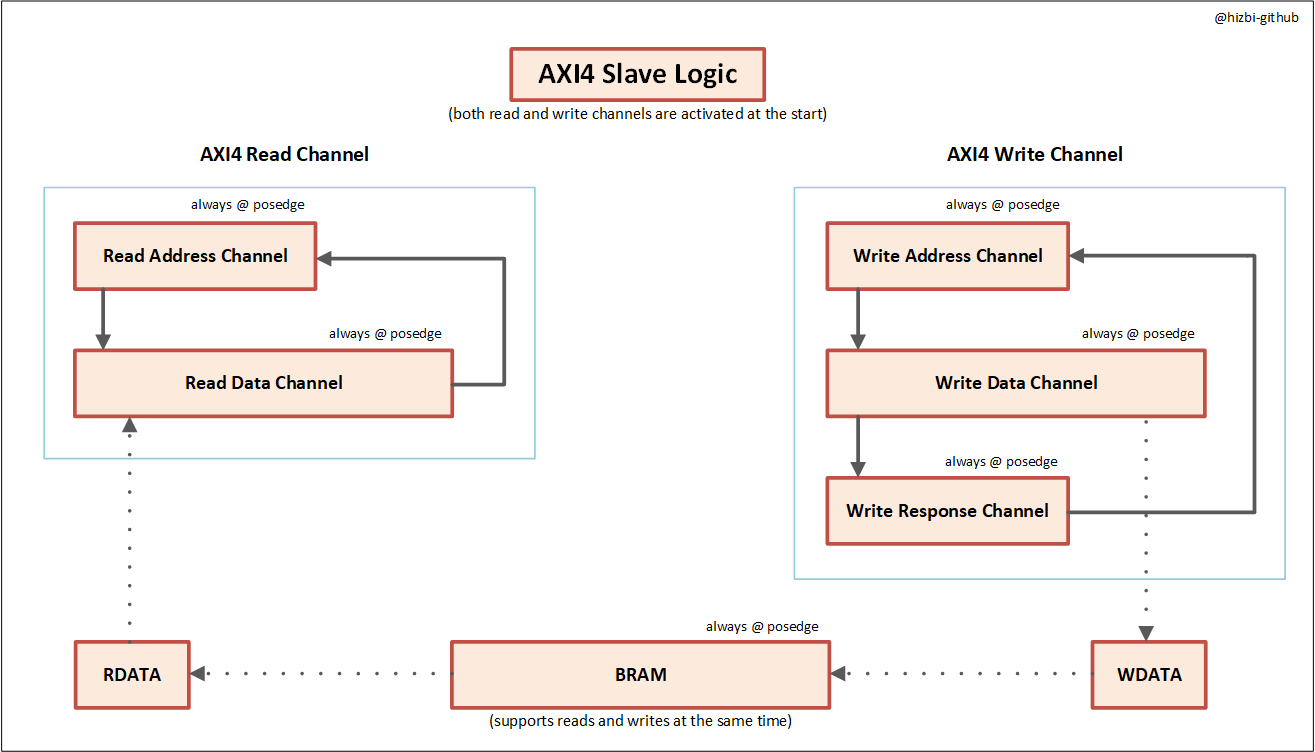 @hizbi-github
AXI4 Slave Logic
(both read and write channels are activated at the start)
AXI4 Read Channel
always @ posedge
Read Address Channel
always @ posedge
Read Data Channel
AXI4 Write Channel
always @ posedge
Write Address Channel
always @ posedge
Write Data Channel
always @ posedge
Write Response Channel
RDATA
always @ posedge
BRAM
(supports reads and writes at the same time)
WDATA